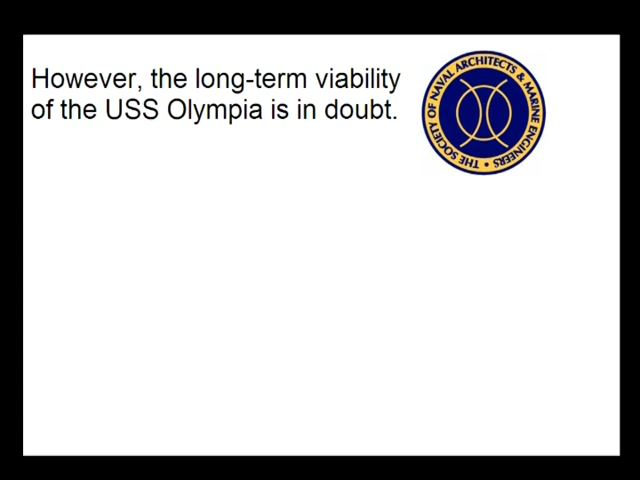 However, the long-term viability
of the USS Olympia is in doubt.
THE SOCIETY OF NAVAL ARCHITECTS & MARINE ENGINEERS •